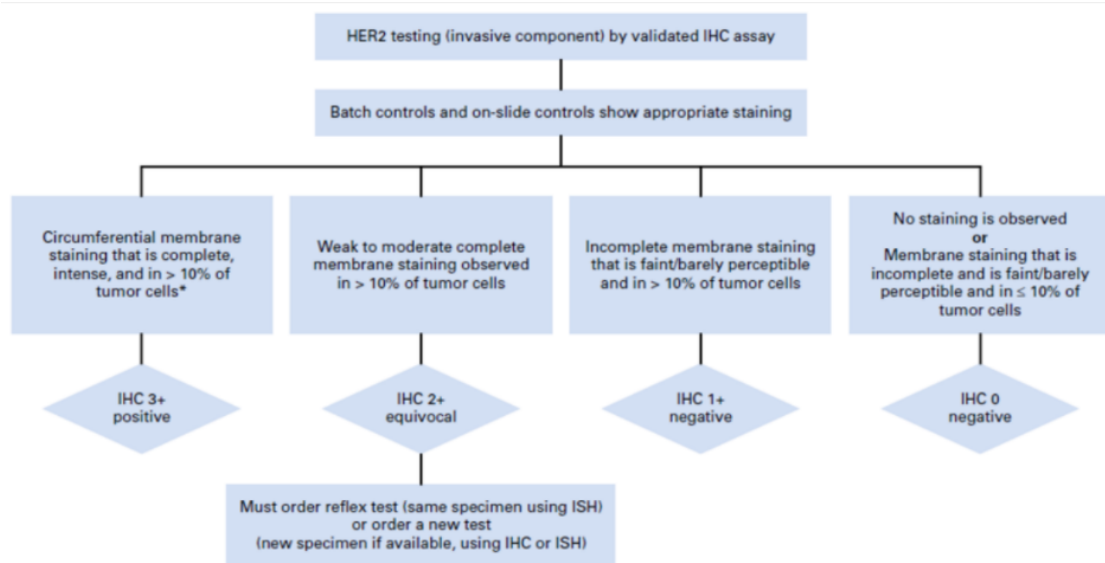 HER2 testing (invasive component) by validated IHC assay
Batch controls and on-slide controls show appropriate staining
Circumferential membrane
staining that is complete,
intense, and in > 10% of
tumor cells*
Weak to moderate complete
membrane staining observed
in > 10% of tumor cells
Incomplete membrane staining
that is faint/barely perceptible
and in > 10% of tumor cells
No staining is observed
or
Membrane staining that is
incomplete and is faint/barely
perceptible and in ≤ 10% of
tumor cells
IHC 3+
positive
IHC 2+
equivocal
IHC 1+
negative
IHC 0
negative
Must order reflex test (same specimen using ISH)
or order a new test
(new specimen if available, using IHC or ISH)